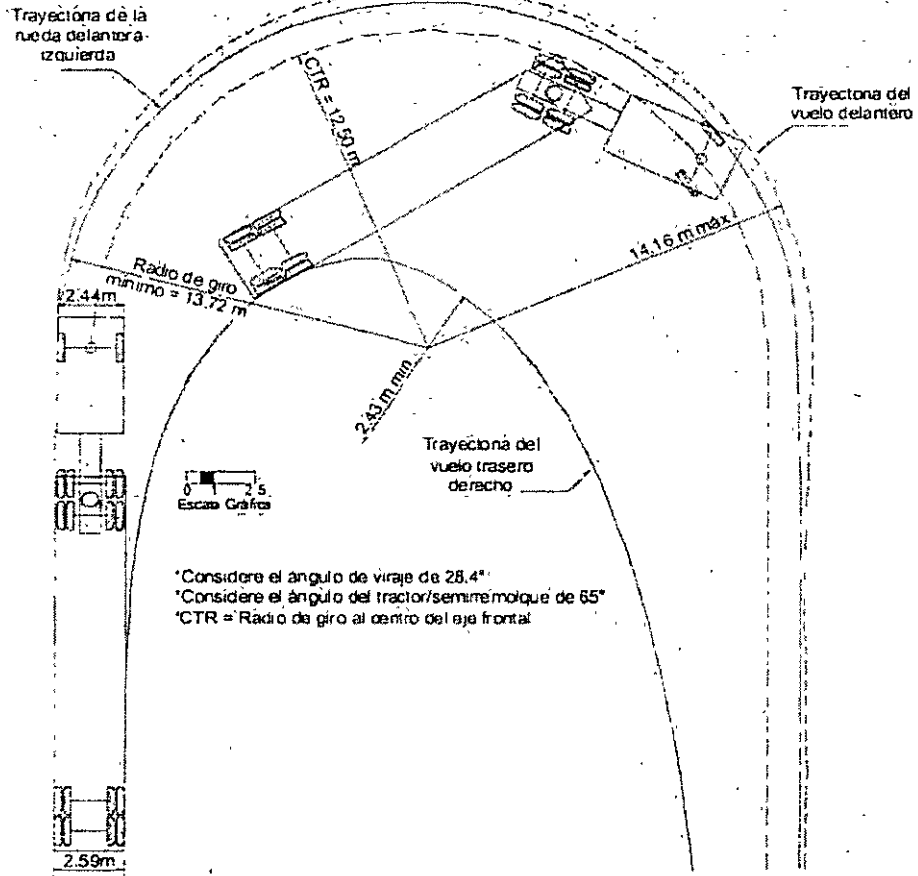 Trayectoria de la
rueda delantera
izquierda
CTR = 12.50 m
Trayectoria del
vuelo delantero
14.16 m máx
Radio de giro
mínimo = 13.72 m
2.44m
2.43 m min
Trayectoria del
vuelo trasero
derecho
0 1 2.5
Escala Gráfica
*Considere el ángulo de viraje de 28.4°
*Considere el ángulo del tractor/semirremolque de 65°
*CTR = Radio de giro al centro del eje frontal
2.59m